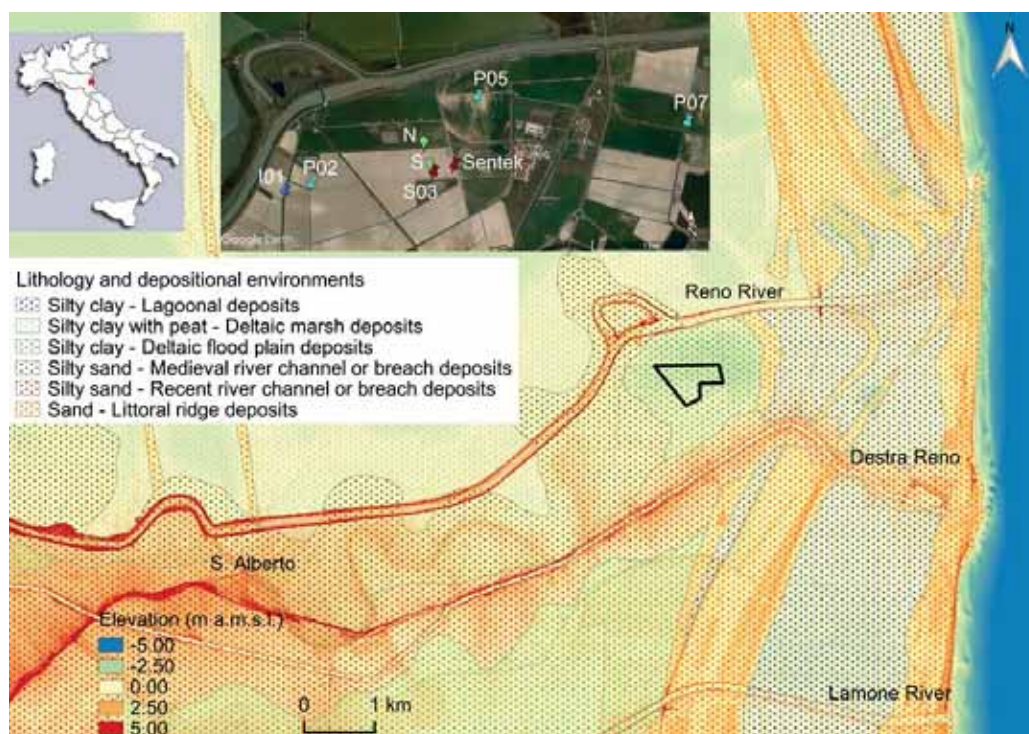 N
P05
P07
N
S
Sentek
S03
I01
P02
Google Earth
Lithology and depositional environments
Silty clay - Lagoonal deposits
Silty clay with peat - Deltaic marsh deposits
Silty clay - Deltaic flood plain deposits
Silty sand - Medieval river channel or breach deposits
Silty sand - Recent river channel or breach deposits
Sand - Littoral ridge deposits
Reno River
Destra Reno
S. Alberto
Elevation (m a.m.s.l.)
-5.00
-2.50
0.00
2.50
5.00
0 1 km
Lamone River